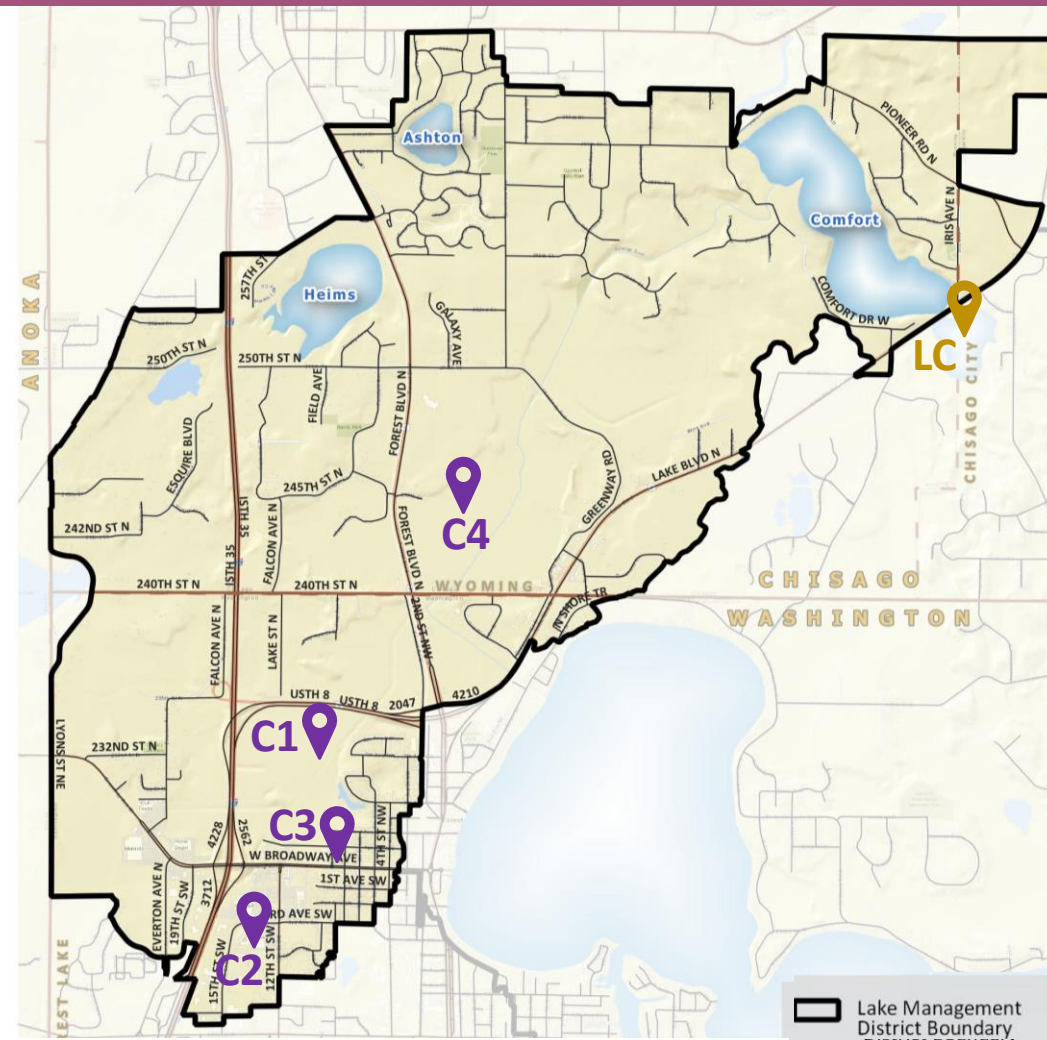 Ashton
PIONEER RD N
Comfort
IRIS AVE N
257TH ST
Heims
COMFORT DR W
LC
ANOKA
GALAXY AVE
250TH ST N
250TH ST N
FIELD AVE
FOREST BLVD N
CHISAGO CITY
ESQUIRE BLVD
245TH ST N
LAKE BLVD N
GREENWAY RD
C4
242ND ST N
ISTH 35
FALCON AVE N
FOREST BLVD N
ISTH 35
240TH ST N
240TH ST N
WYOMING
CHISAGO
WASHINGTON
N SHORE TR
FALCON AVE N
LAKE ST N
2ND ST NW
USTH 8
USTH 8
2047
4210
C1
LYONS ST NE
232ND ST N
C3
4228
2562
4TH ST NW
W BROADWAY AVE
1ST AVE SW
EVERTON AVE N
19TH ST SW
3712
RD AVE SW
C2
15TH ST SW
12TH ST SW
REST LAKE
Lake Management
District Boundary